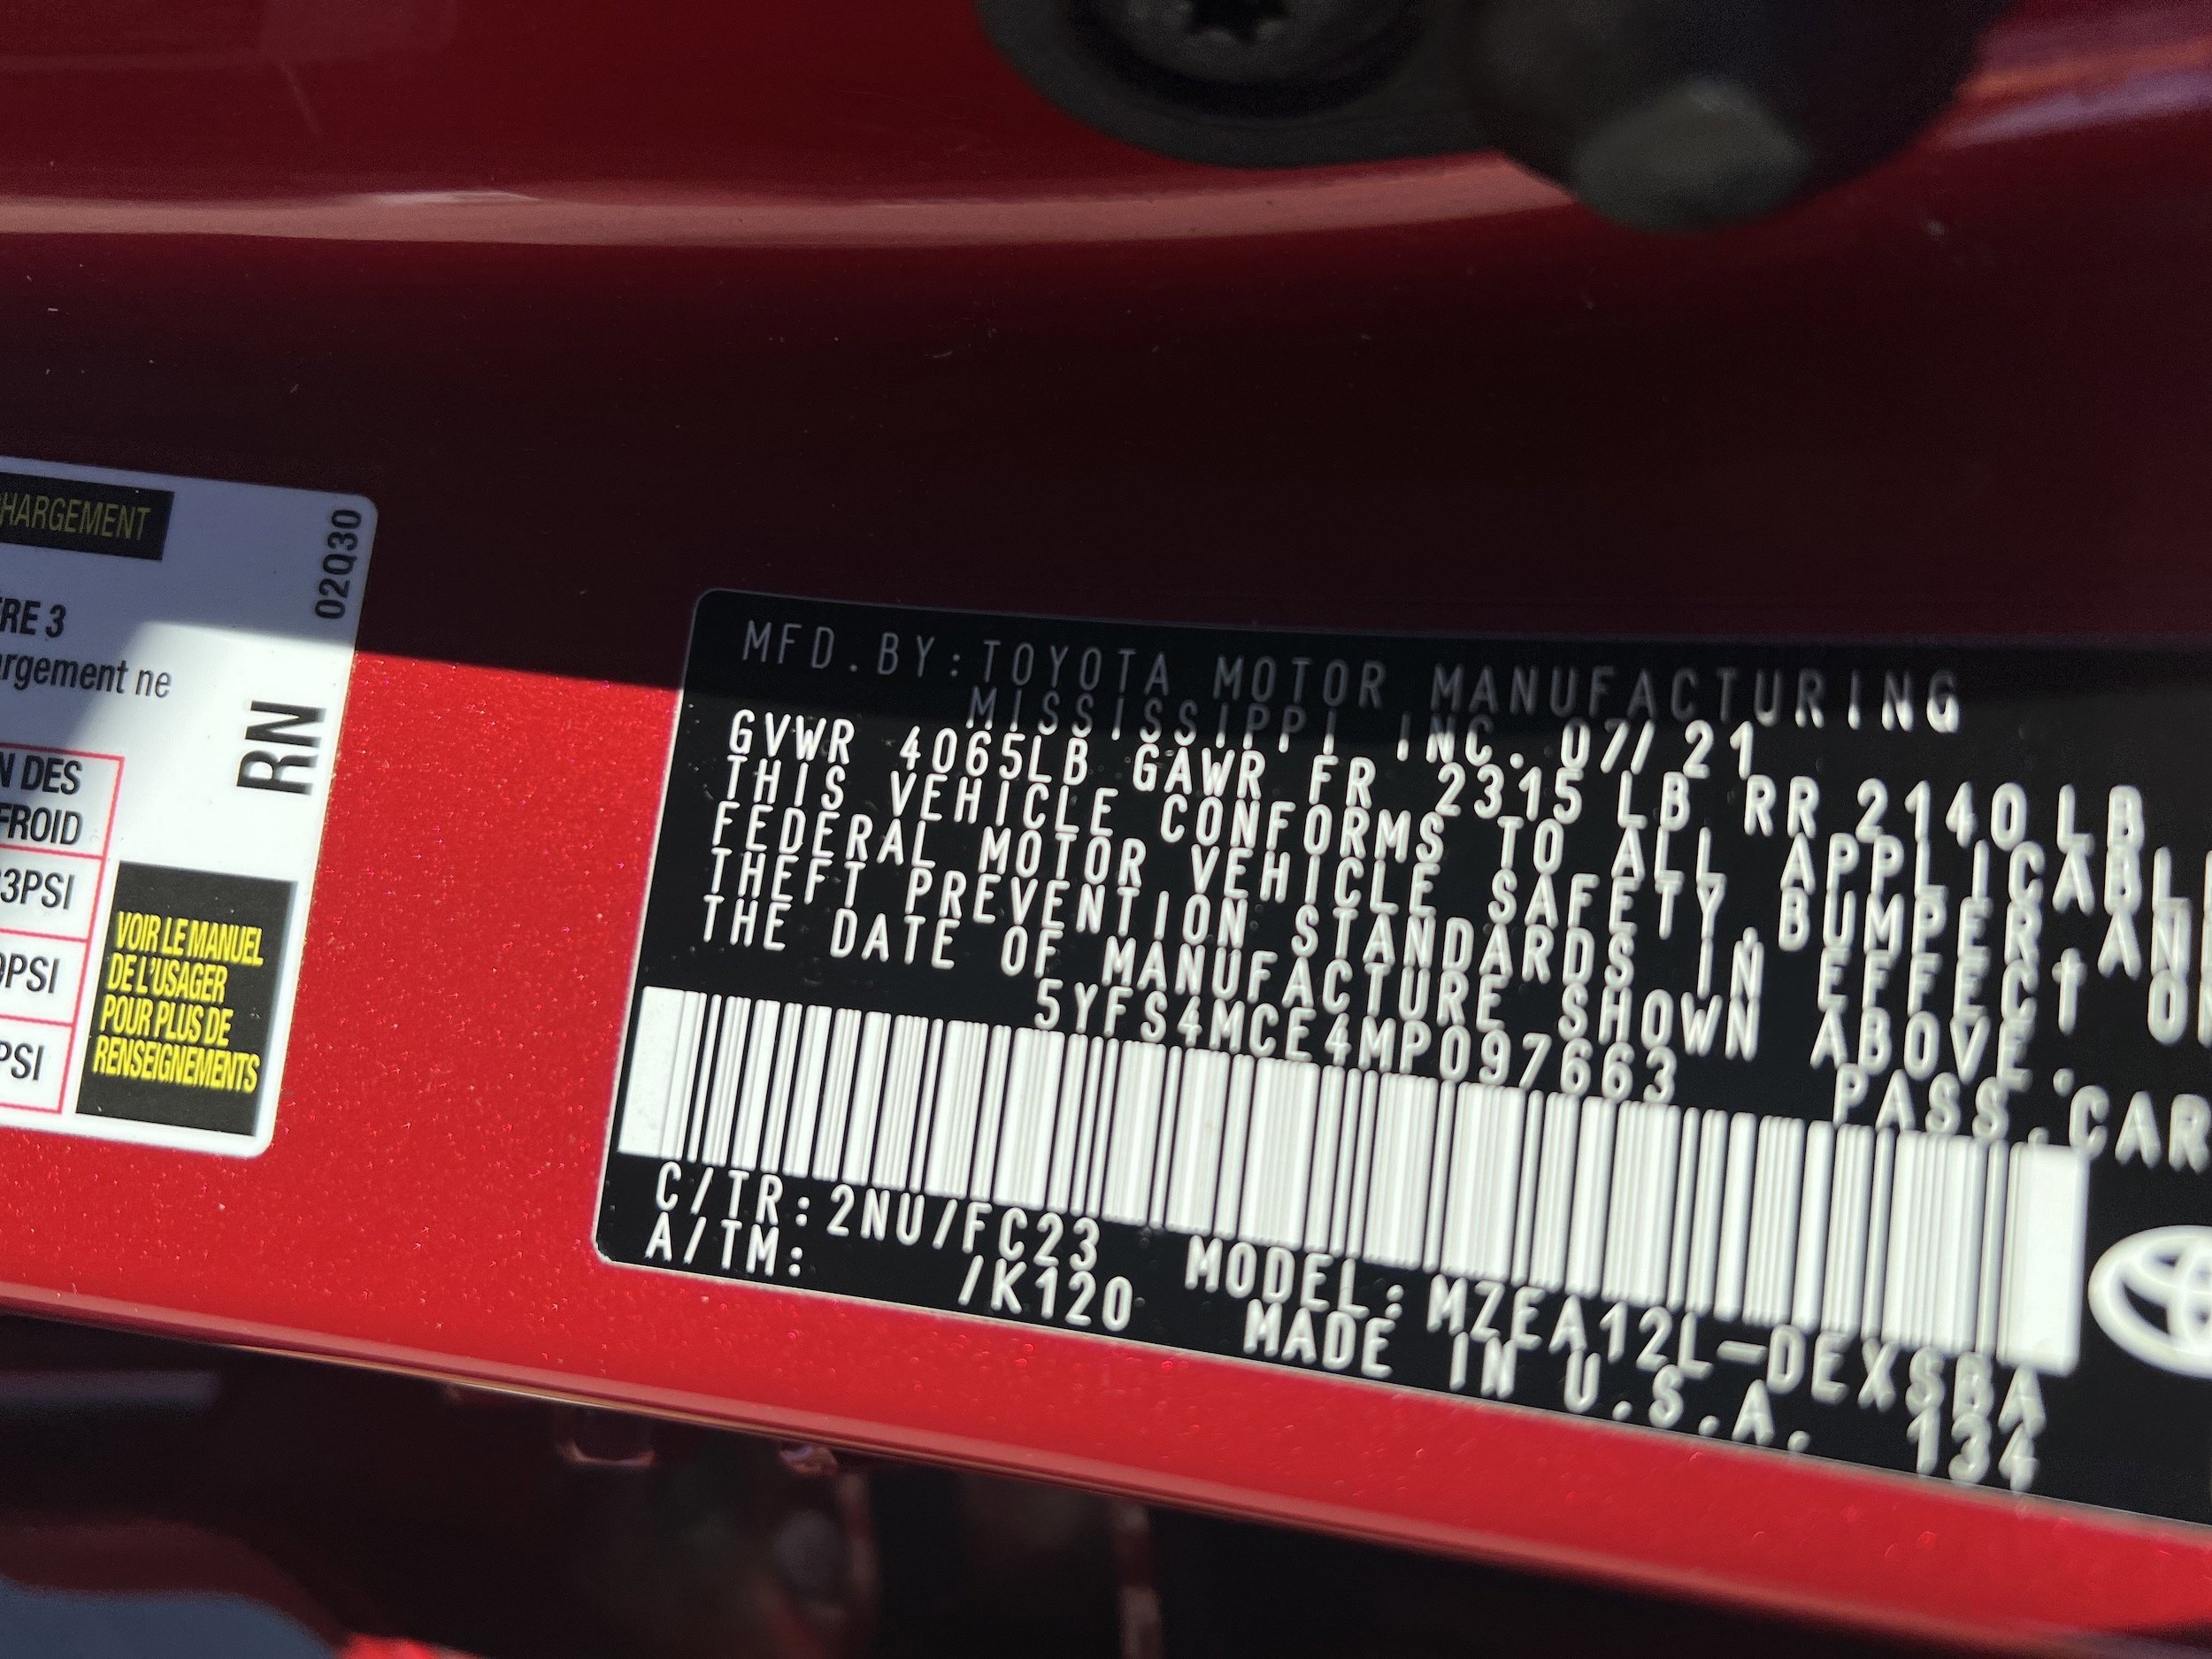 HARGEMENT
02Q30
RE 3
argement ne
RN
N DES
FROID
3PSI
PSI
PSI
VOIR LE MANUEL
DE L'USAGER
POUR PLUS DE
RENSEIGNEMENTS
MFD.BY:TOYOTA MOTOR MANUFACTURING
MISSISSIPPI INC. 07/21
GVWR 4065LB GAWR FR 2315 LB RR 2140LB
THIS VEHICLE CONFORMS TO ALL APPLICABL
FEDERAL MOTOR VEHICLE SAFETY,BUMPER AN
THEFT PREVENTION STANDARDS IN EFFECT O
THE DATE OF MANUFACTURE SHOWN ABOVE.
5YFS4MCE4MP097663 PASS.CAR
C/TR:2NU/FC23 MODEL:MZEA12L-DEXSBA
A/TM: /K120 MADE IN U.S.A. 134